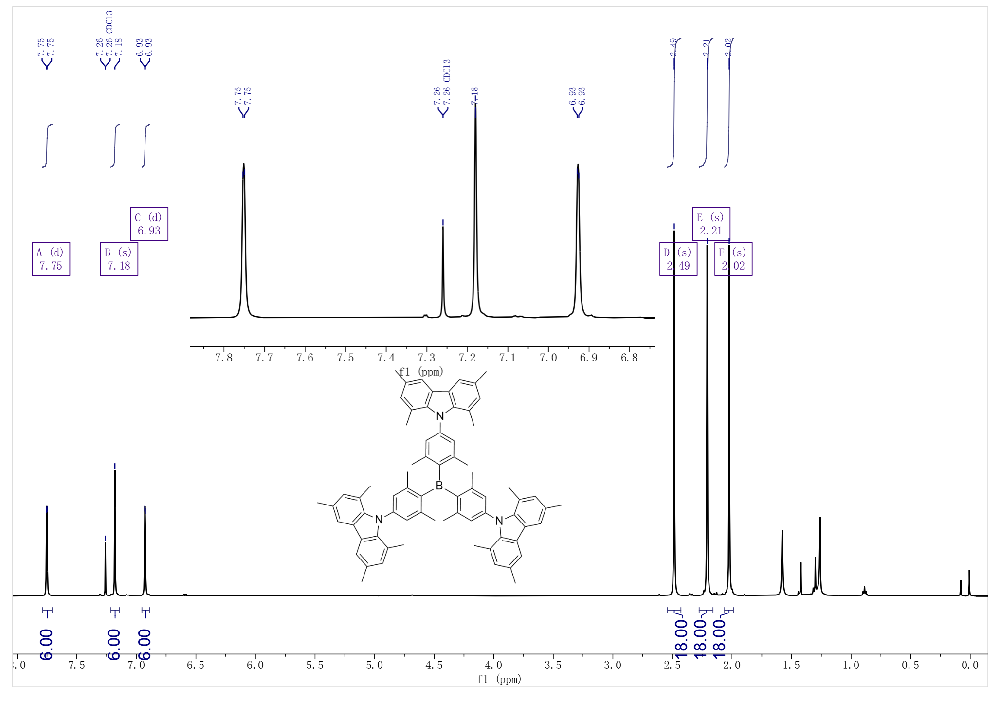 7.75
7.75
7.26
7.26 CDCl3
7.18
6.93
6.93
2.49
2.21
2.02
7.75
7.75
7.26
7.26 CDCl3
7.18
6.93
6.93
C (d)
6.93
A (d)
7.75
B (s)
7.18
E (s)
2.21
D (s)
2.49
F (s)
2.02
7.8 7.7 7.6 7.5 7.4 7.3 7.2 7.1 7.0 6.9 6.8
f1 (ppm)
N
B
N
N
6.00
6.00
6.00
18.00
18.00
18.00
8.0 7.5 7.0 6.5 6.0 5.5 5.0 4.5 4.0 3.5 3.0 2.5 2.0 1.5 1.0 0.5 0.0
f1 (ppm)